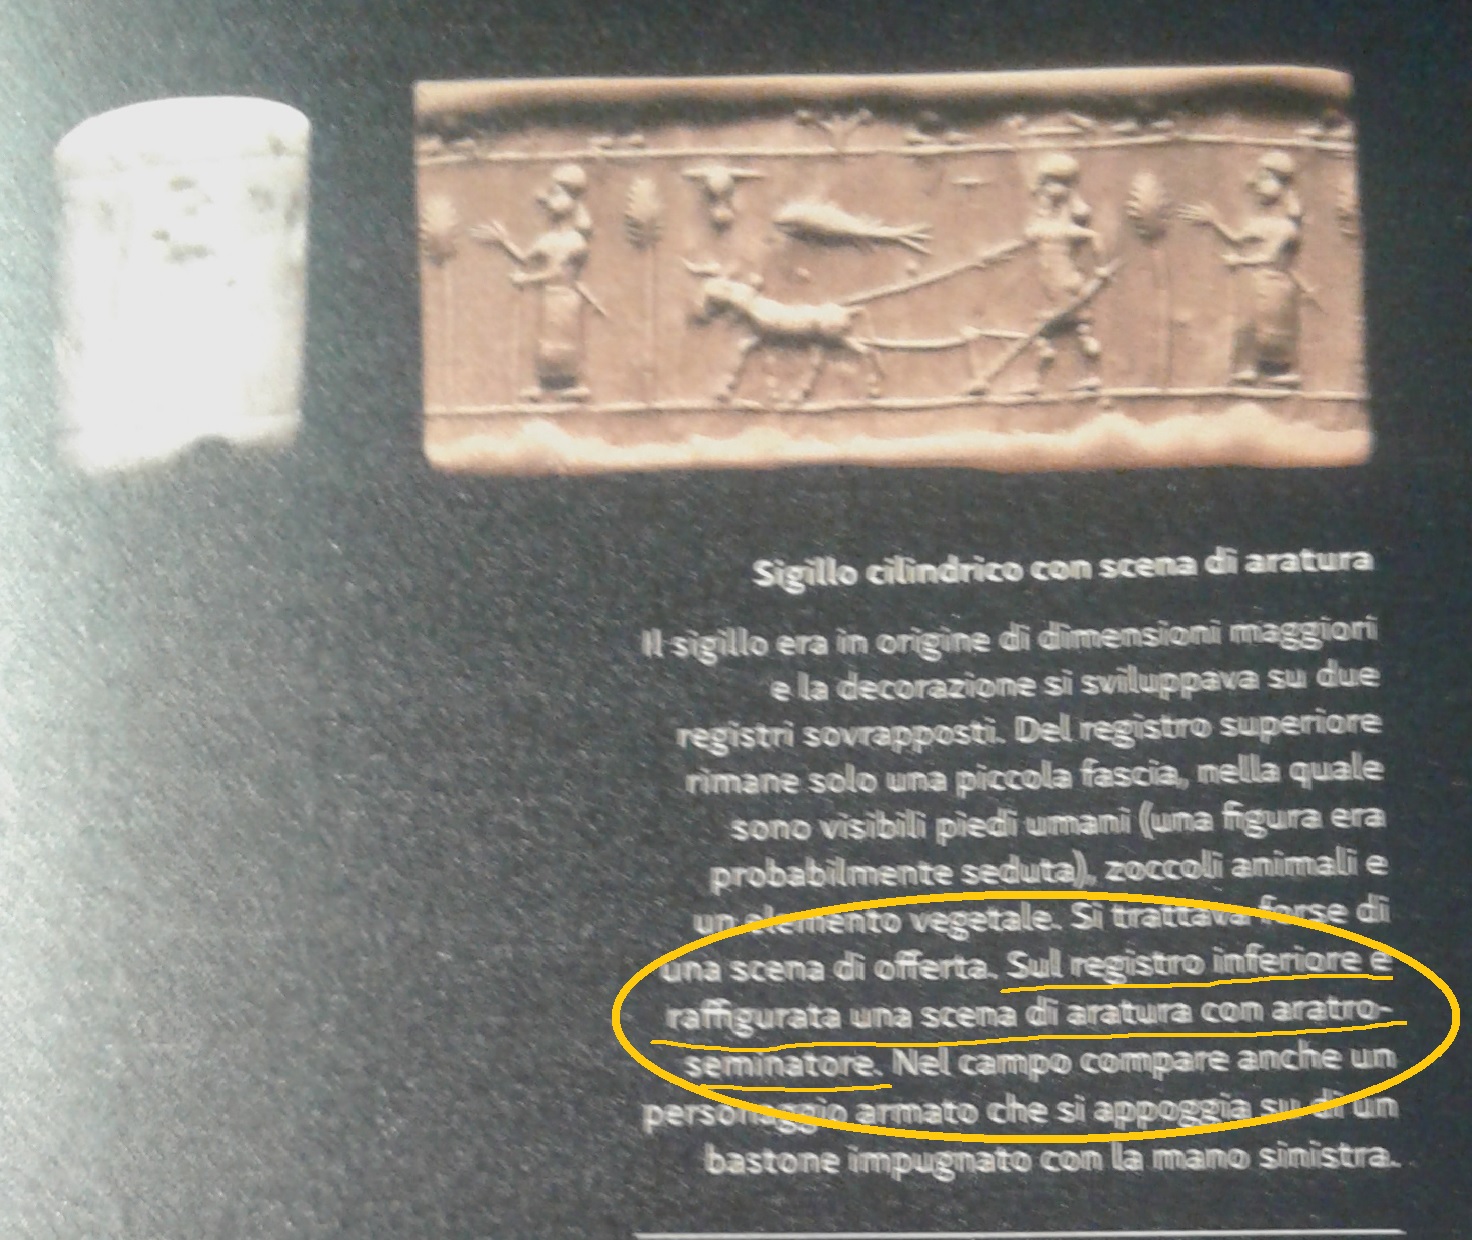 Sigillo cilindrico con scena di aratura
Il sigillo era in origine di dimensioni maggiori
e la decorazione si sviluppava su due
registri sovrapposti. Del registro superiore
rimane solo una piccola fascia, nella quale
sono visibili piedi umani (una figura era
probabilmente seduta), zoccoli animali e
un elemento vegetale. Si trattava forse di
una scena di offerta. Sul registro inferiore è
raffigurata una scena di aratura con aratro-
seminatore. Nel campo compare anche un
personaggio armato che si appoggia su di un
bastone impugnato con la mano sinistra.